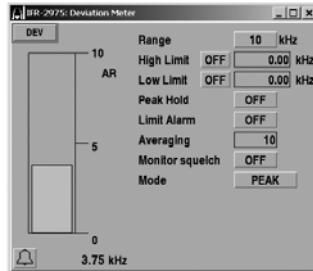 IFR-2975: Deviation Meter
DEV
10
AR
5
0
3.75 kHz
Range 10 kHz
High Limit OFF 0.00 kHz
Low Limit OFF 0.00 kHz
Peak Hold OFF
Limit Alarm OFF
Averaging 10
Monitor squelch OFF
Mode PEAK